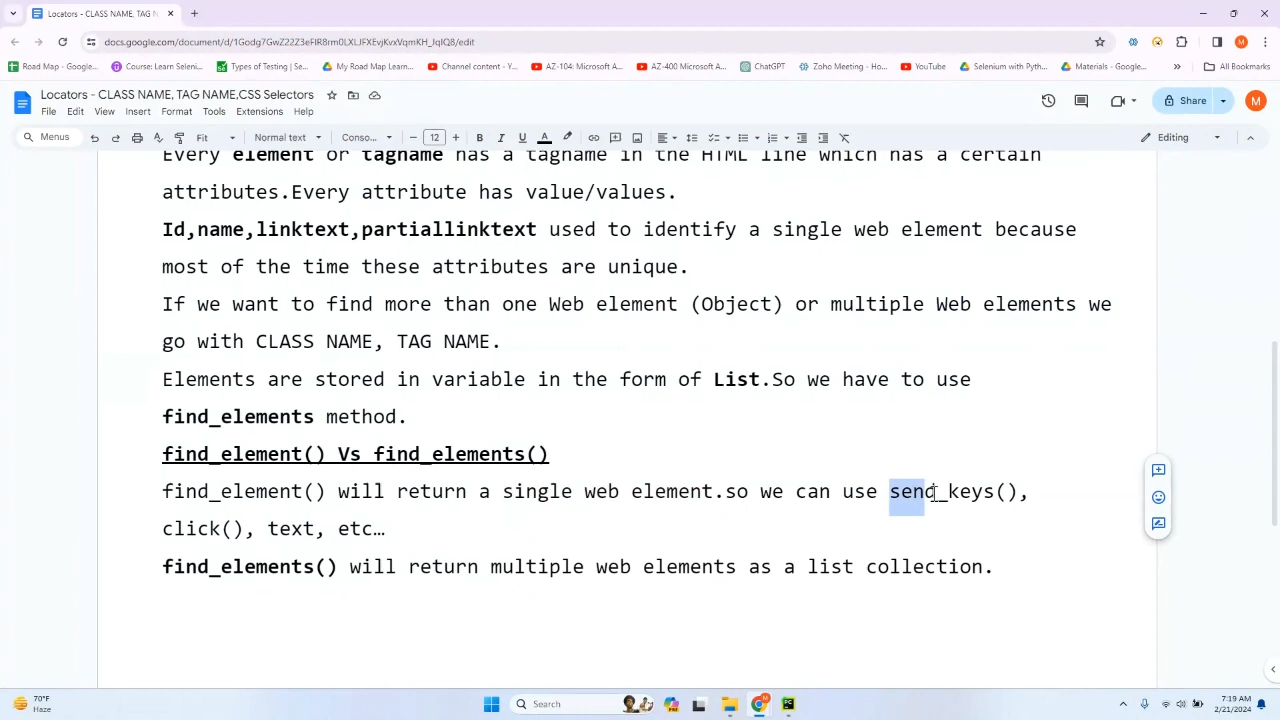 Locators - CLASS NAME, TAG N
docs.google.com/document/d/1Godg7GwZ22Z3eFIR8rm0LXLJFXEvjKvxVqmKH_IqIQ8/edit
Road Map - Google... Course: Learn Seleni... Types of Testing | Se... My Road Map Lear... Channel content - Y... AZ-104: Microsoft A... AZ-400 Microsoft A... ChatGPT Zoho Meeting - Ho... YouTube Selenium with Pyth... Materials - Google... » All Bookmarks
Locators - CLASS NAME, TAG NAME,CSS Selectors
File Edit View Insert Format Tools Extensions Help
Share
M
Menus Fit Normal text Conso... 12 B I U A Editing
Every element or tagname has a tagname in the HTML line which has a certain
attributes.Every attribute has value/values.
Id,name,linktext,partiallinktext used to identify a single web element because
most of the time these attributes are unique.
If we want to find more than one Web element (Object) or multiple Web elements we
go with CLASS NAME, TAG NAME.
Elements are stored in variable in the form of List.So we have to use
find_elements method.
find_element() Vs find_elements()
find_element() will return a single web element.so we can use send_keys(),
click(), text, etc…
find_elements() will return multiple web elements as a list collection.
70°F
Haze
Search
7:19 AM
2/21/2024